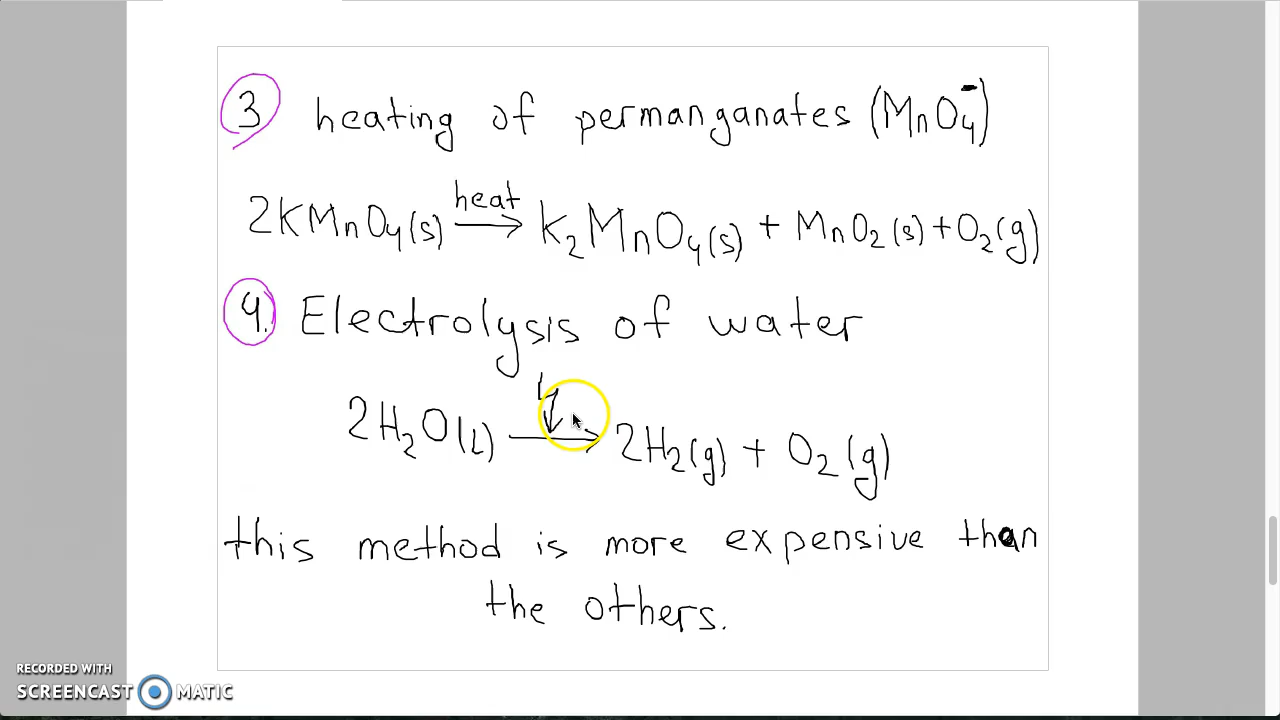 3 heating of permanganates (MnO₄⁻)
heat
2KMnO₄(s) → K₂MnO₄(s) + MnO₂(s) + O₂(g)
4. Electrolysis of water
2H₂O(l) → 2H₂(g) + O₂(g)
this method is more expensive than
the others.
RECORDED WITH
SCREENCAST MATIC